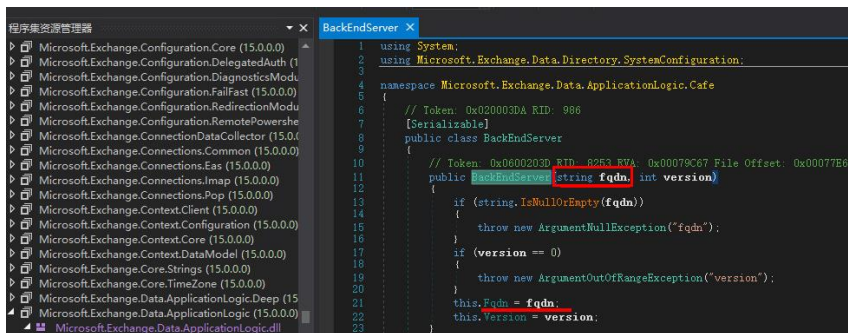 程序集资源管理器
Microsoft.Exchange.Configuration.Core (15.0.0.0)
Microsoft.Exchange.Configuration.DelegatedAuth (1
Microsoft.Exchange.Configuration.DiagnosticsModu
Microsoft.Exchange.Configuration.FailFast (15.0.0.0)
Microsoft.Exchange.Configuration.RedirectionModu
Microsoft.Exchange.Configuration.RemotePowershe
Microsoft.Exchange.ConnectionDataCollector (15.0.0
Microsoft.Exchange.Connections.Common (15.0.0.0)
Microsoft.Exchange.Connections.Eas (15.0.0.0)
Microsoft.Exchange.Connections.Imap (15.0.0.0)
Microsoft.Exchange.Connections.Pop (15.0.0.0)
Microsoft.Exchange.Context.Client (15.0.0.0)
Microsoft.Exchange.Context.Configuration (15.0.0.0)
Microsoft.Exchange.Context.Core (15.0.0.0)
Microsoft.Exchange.Context.DataModel (15.0.0.0)
Microsoft.Exchange.Core.Strings (15.0.0.0)
Microsoft.Exchange.Core.TimeZone (15.0.0.0)
Microsoft.Exchange.Data.ApplicationLogic.Deep (15
Microsoft.Exchange.Data.ApplicationLogic (15.0.0.0)
Microsoft.Exchange.Data.ApplicationLogic.dll
BackEndServer
1 using System;
2 using Microsoft.Exchange.Data.Directory.SystemConfiguration;
3
4 namespace Microsoft.Exchange.Data.ApplicationLogic.Cafe
5 {
6 // Token: 0x020003DA RID: 986
7 [Serializable]
8 public class BackEndServer
9 {
10 // Token: 0x0600203D RID: 8253 RVA: 0x00079C67 File Offset: 0x00077E6
11 public BackEndServer(string fqdn, int version)
12 {
13 if (string.IsNullOrEmpty(fqdn))
14 {
15 throw new ArgumentNullException("fqdn");
16 }
17 if (version == 0)
18 {
19 throw new ArgumentOutOfRangeException("version");
20 }
21 this.Fqdn = fqdn;
22 this.Version = version;
23 }